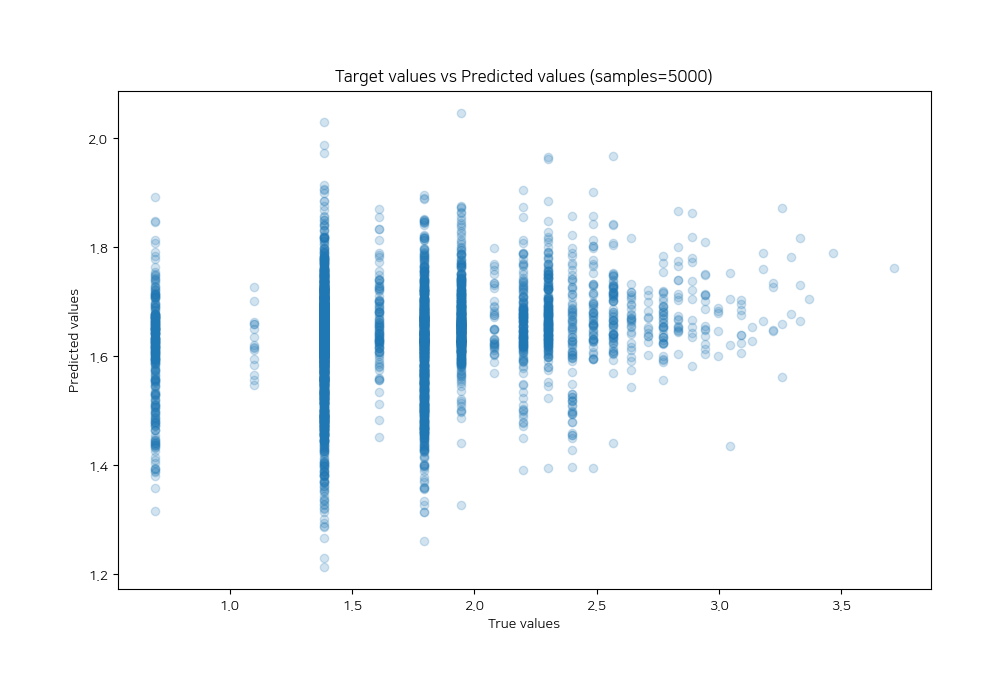 Target values vs Predicted values (samples=5000)
Predicted values
2.0
1.8
1.6
1.4
1.2
1.0 1.5 2.0 2.5 3.0 3.5
True values